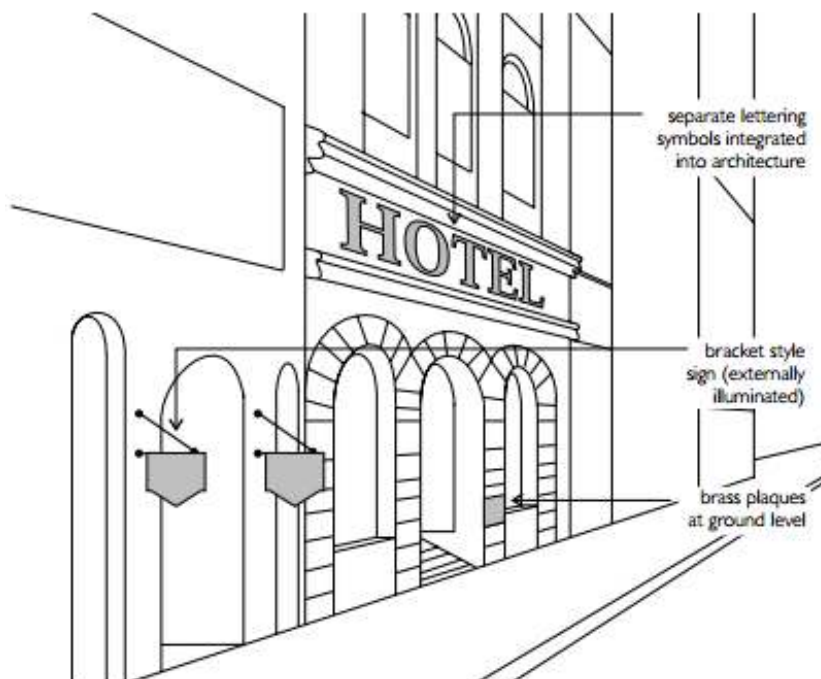 separate lettering
symbols integrated
into architecture
HOTEL
bracket style
sign (externally
illuminated)
brass plaques
at ground level